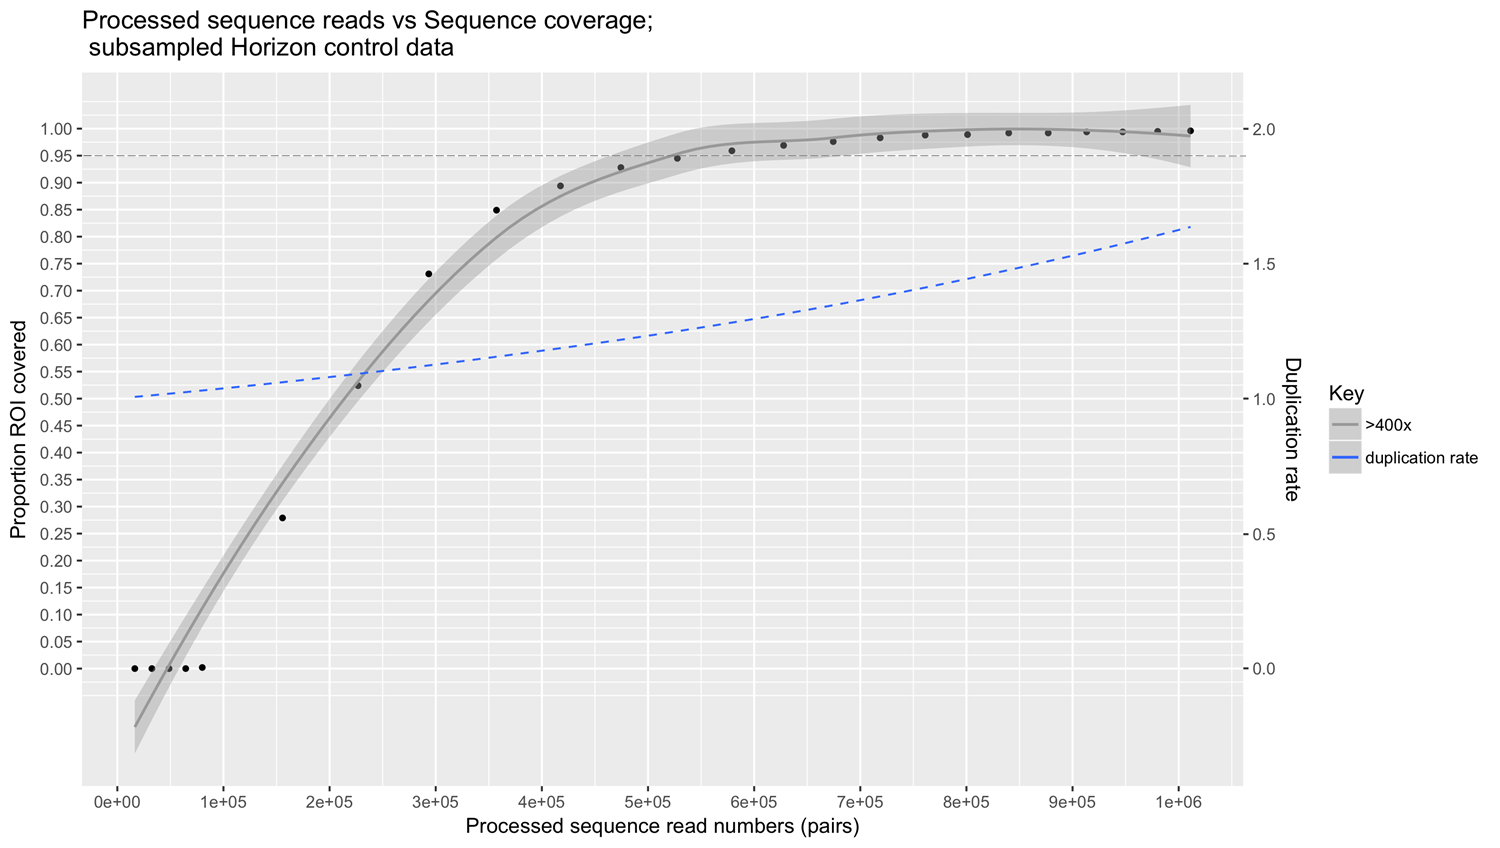 Processed sequence reads vs Sequence coverage;
subsampled Horizon control data
Proportion ROI covered
1.00
0.95
0.90
0.85
0.80
0.75
0.70
0.65
0.60
0.55
0.50
0.45
0.40
0.35
0.30
0.25
0.20
0.15
0.10
0.05
0.00
2.0
1.5
1.0
0.5
0.0
Duplication rate
Key
>400x
duplication rate
0e+00 1e+05 2e+05 3e+05 4e+05 5e+05 6e+05 7e+05 8e+05 9e+05 1e+06
Processed sequence read numbers (pairs)